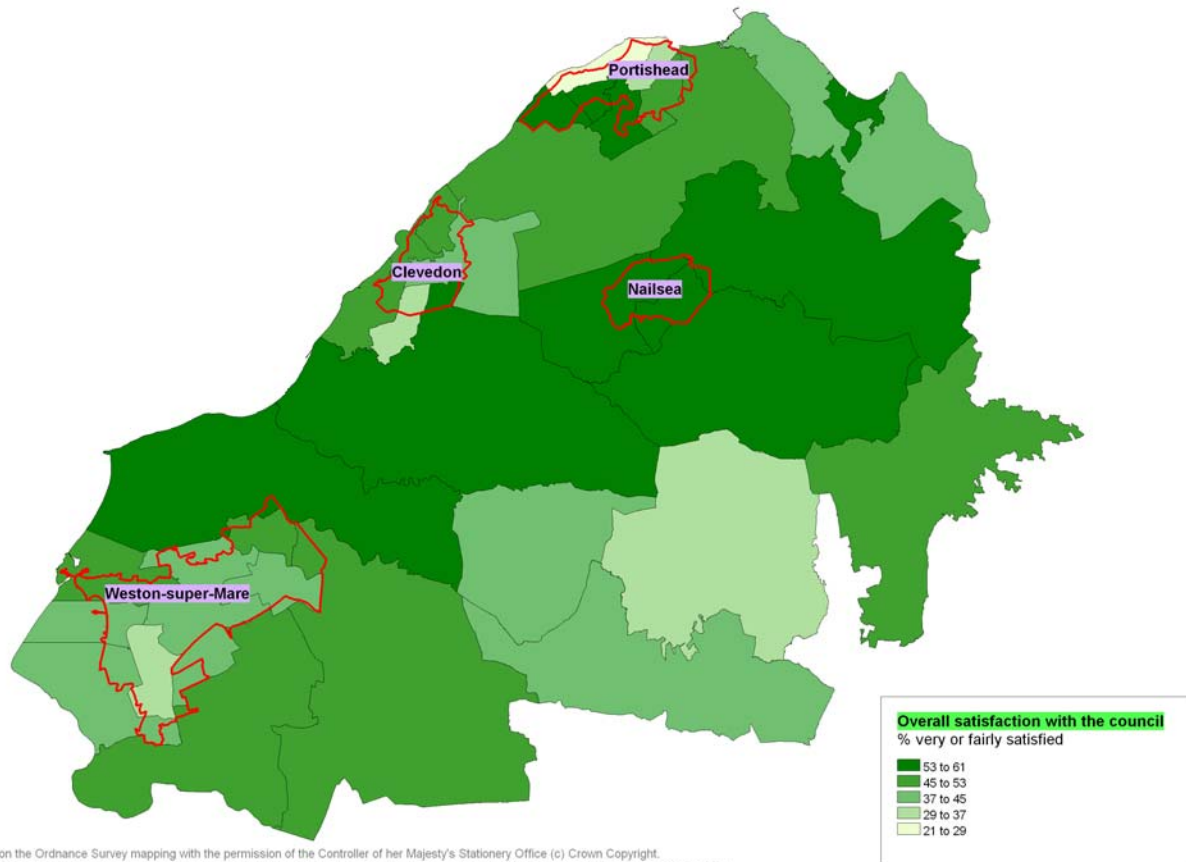 Portishead
Clevedon
Nailsea
Weston-super-Mare
Overall satisfaction with the council
% very or fairly satisfied
53 to 61
45 to 53
37 to 45
29 to 37
21 to 29
on the Ordnance Survey mapping with the permission of the Controller of her Majesty's Stationery Office (c) Crown Copyright.